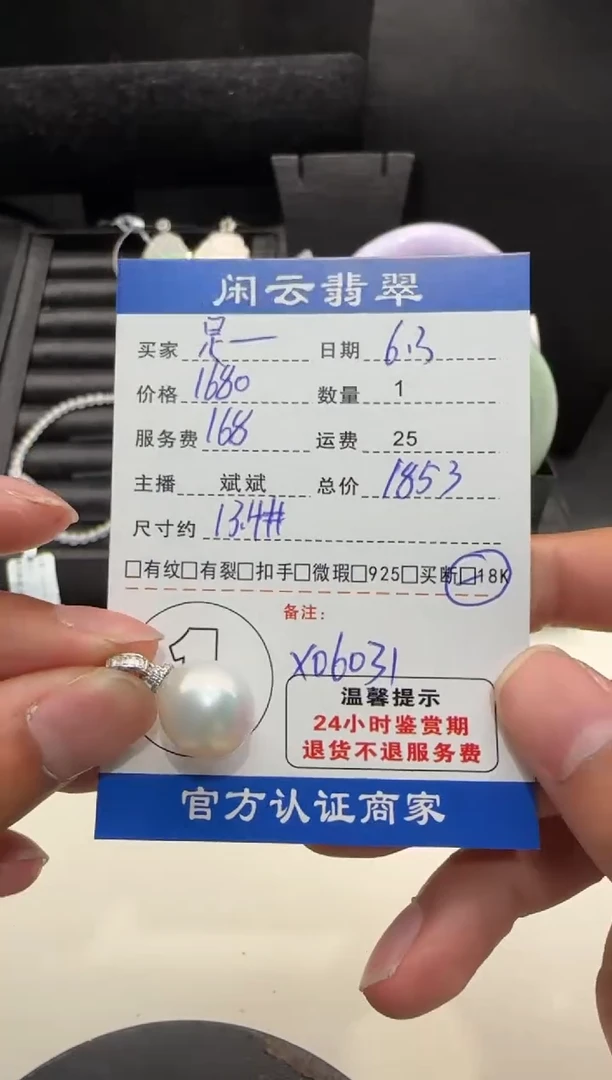 闲云翡翠
买家 是一 日期 6.3
价格 1680 数量 1
服务费 168 运费 25
主播 斌斌 总价 1853
尺寸约 13.4#
□有纹□有裂□扣手□微瑕□925□买断□18K
备注:
1
X06031
温馨提示
24小时鉴赏期
退货不退服务费
官方认证商家